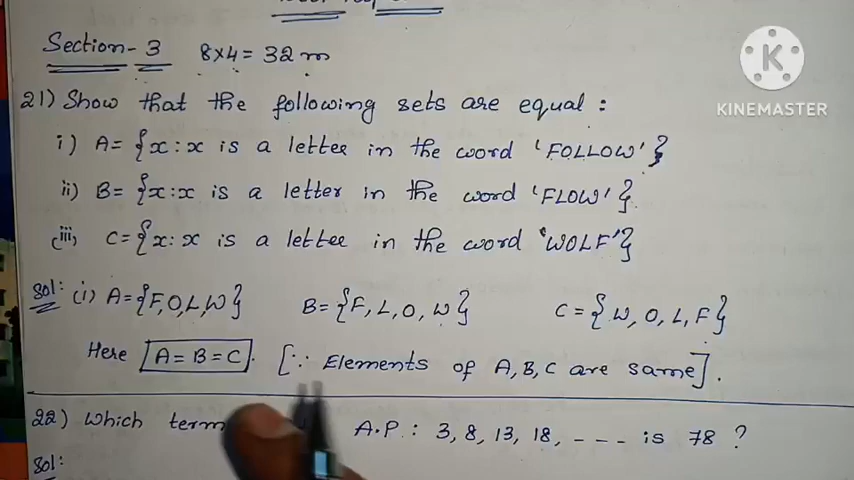 Section-3 8×4=32m
KINEMASTER
21) Show that the following sets are equal:
i) A={x:x is a letter in the word 'FOLLOW'}
ii) B={x:x is a letter in the word 'FLOW'}
(iii, C={x:x is a letter in the word 'WOLF'}
Sol: (i) A={F,O,L,W} B={F,L,O,W} C={W,O,L,F}
Here A=B=C. [∵ Elements of A,B,C are same].
22) Which term A.P.: 3,8,13,18,---- is 78 ?
Sol: